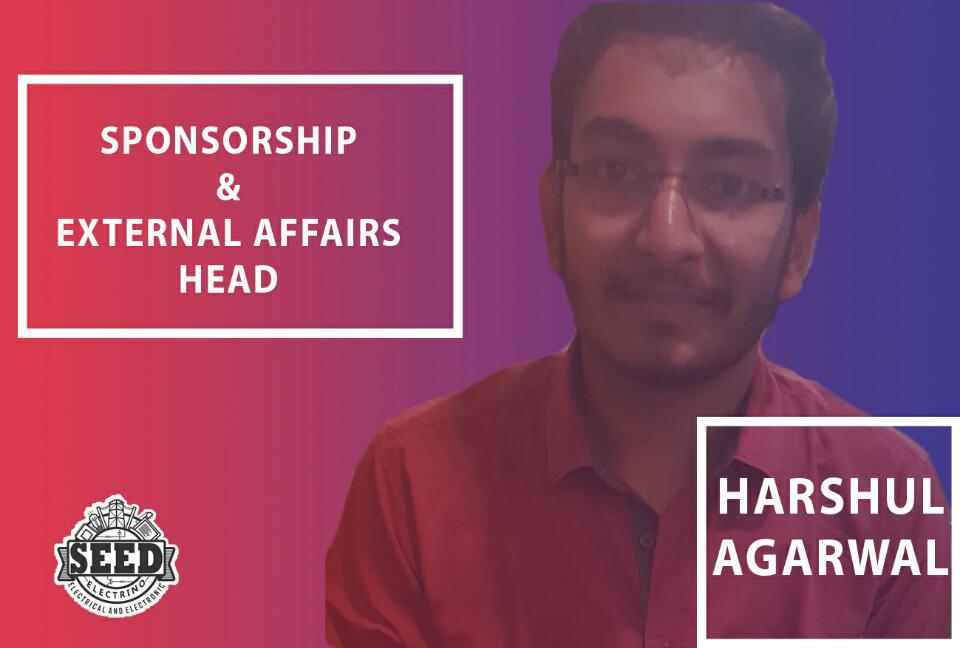 SPONSORSHIP
&
EXTERNAL AFFAIRS
HEAD
HARSHUL
AGARWAL
SEED
ELECTRINO
ELECTRICAL AND ELECTRONIC